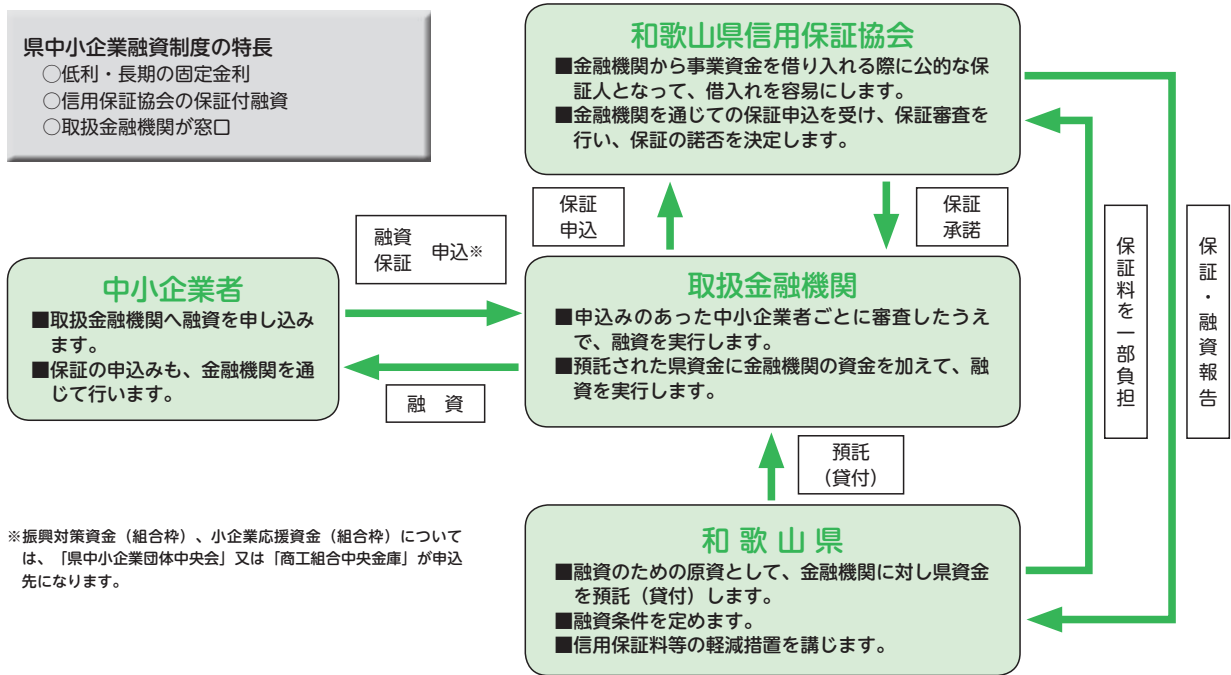 県中小企業融資制度の特長
○低利・長期の固定金利
○信用保証協会の保証付融資
○取扱金融機関が窓口
和歌山県信用保証協会
■金融機関から事業資金を借り入れる際に公的な保
証人となって、借入れを容易にします。
■金融機関を通じての保証申込を受け、保証審査を
行い、保証の諾否を決定します。
保証
申込
保証
承諾
融資
保証
申込※
中小企業者
■取扱金融機関へ融資を申し込み
ます。
■保証の申込みも、金融機関を通
じて行います。
融　資
取扱金融機関
■申込みのあった中小企業者ごとに審査したうえ
で、融資を実行します。
■預託された県資金に金融機関の資金を加えて、融
資を実行します。
保証料を一部負担
保証・融資報告
預託
（貸付）
和歌山県
■融資のための原資として、金融機関に対し県資金
を預託（貸付）します。
■融資条件を定めます。
■信用保証料等の軽減措置を講じます。
※振興対策資金（組合枠）、小企業応援資金（組合枠）について
は、「県中小企業団体中央会」又は「商工組合中央金庫」が申込
先になります。